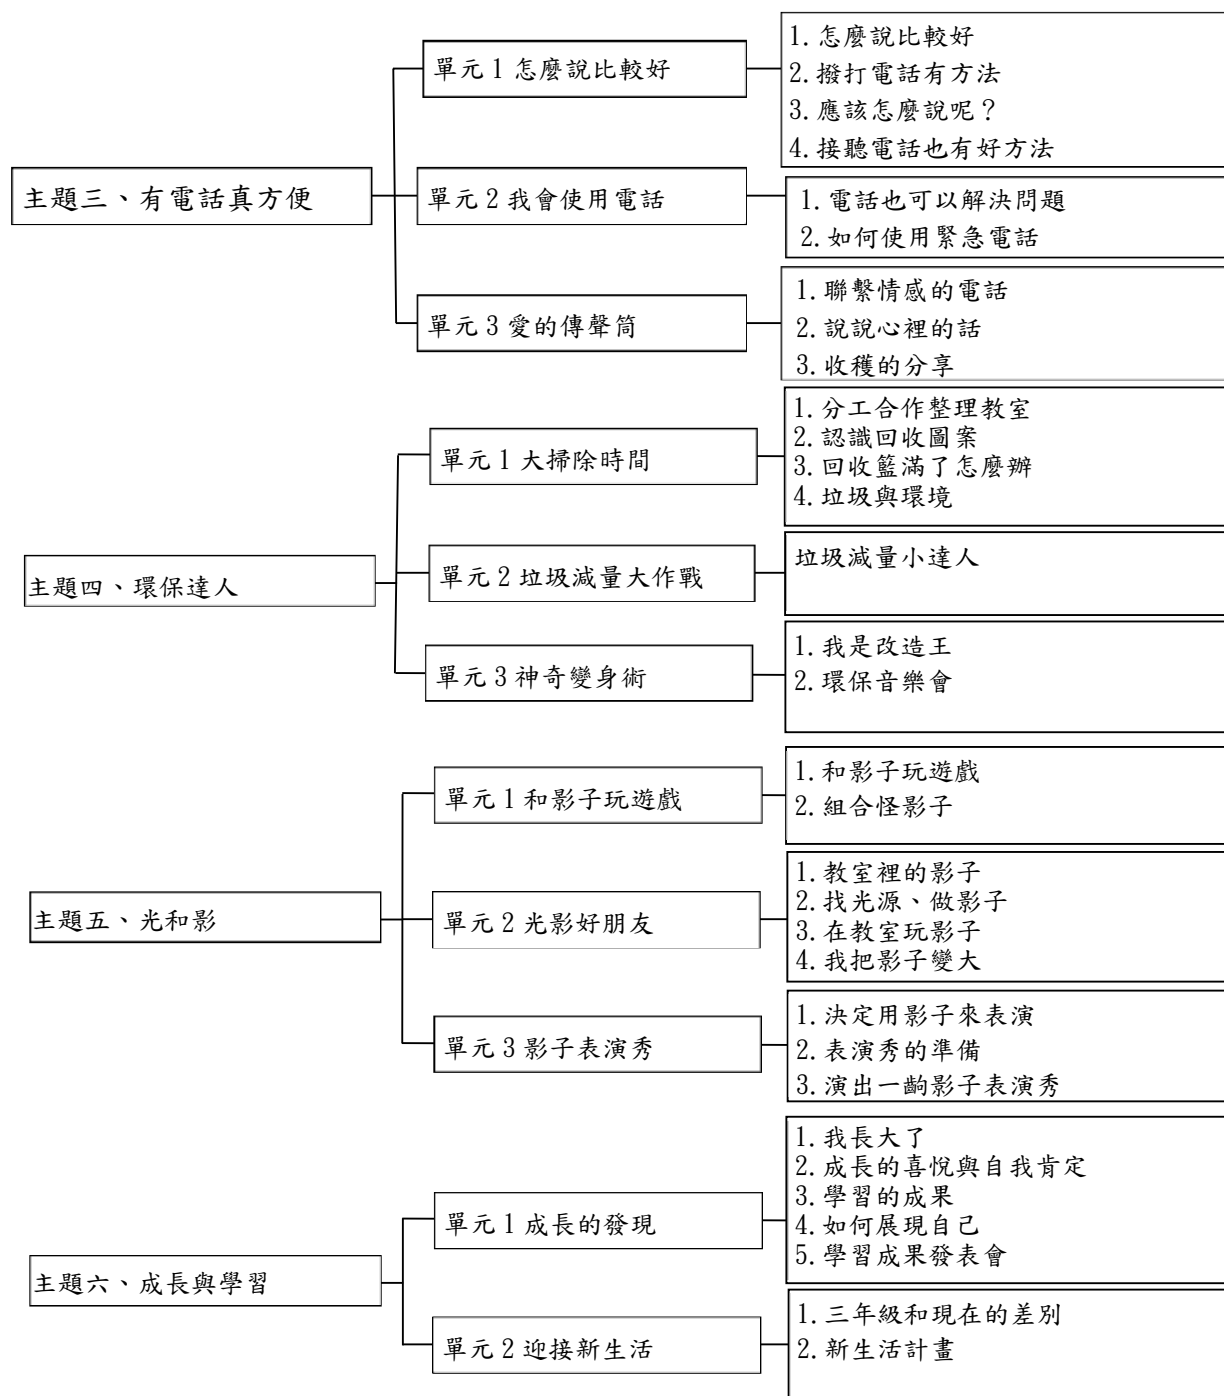 主題三、有電話真方便
單元 1 怎麼說比較好
1. 怎麼說比較好
2. 撥打電話有方法
3. 應該怎麼說呢？
4. 接聽電話也有好方法
單元 2 我會使用電話
1. 電話也可以解決問題
2. 如何使用緊急電話
單元 3 愛的傳聲筒
1. 聯繫情感的電話
2. 說說心裡的話
3. 收穫的分享
主題四、環保達人
單元 1 大掃除時間
1. 分工合作整理教室
2. 認識回收圖案
3. 回收籃滿了怎麼辦
4. 垃圾與環境
單元 2 垃圾減量大作戰
垃圾減量小達人
單元 3 神奇變身術
1. 我是改造王
2. 環保音樂會
主題五、光和影
單元 1 和影子玩遊戲
1. 和影子玩遊戲
2. 組合怪影子
單元 2 光影好朋友
1. 教室裡的影子
2. 找光源、做影子
3. 在教室玩影子
4. 我把影子變大
單元 3 影子表演秀
1. 決定用影子來表演
2. 表演秀的準備
3. 演出一齣影子表演秀
主題六、成長與學習
單元 1 成長的發現
1. 我長大了
2. 成長的喜悅與自我肯定
3. 學習的成果
4. 如何展現自己
5. 學習成果發表會
單元 2 迎接新生活
1. 三年級和現在的差別
2. 新生活計畫